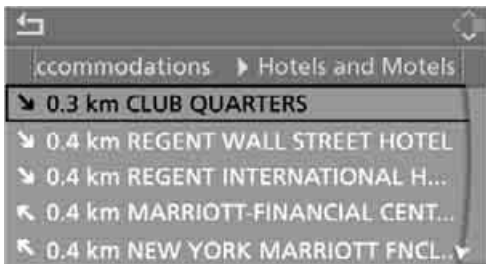 ccommodations Hotels and Motels
0.3 km CLUB QUARTERS
0.4 km REGENT WALL STREET HOTEL
0.4 km REGENT INTERNATIONAL H...
0.4 km MARRIOTT-FINANCIAL CENT...
0.4 km NEW YORK MARRIOTT FNCL..